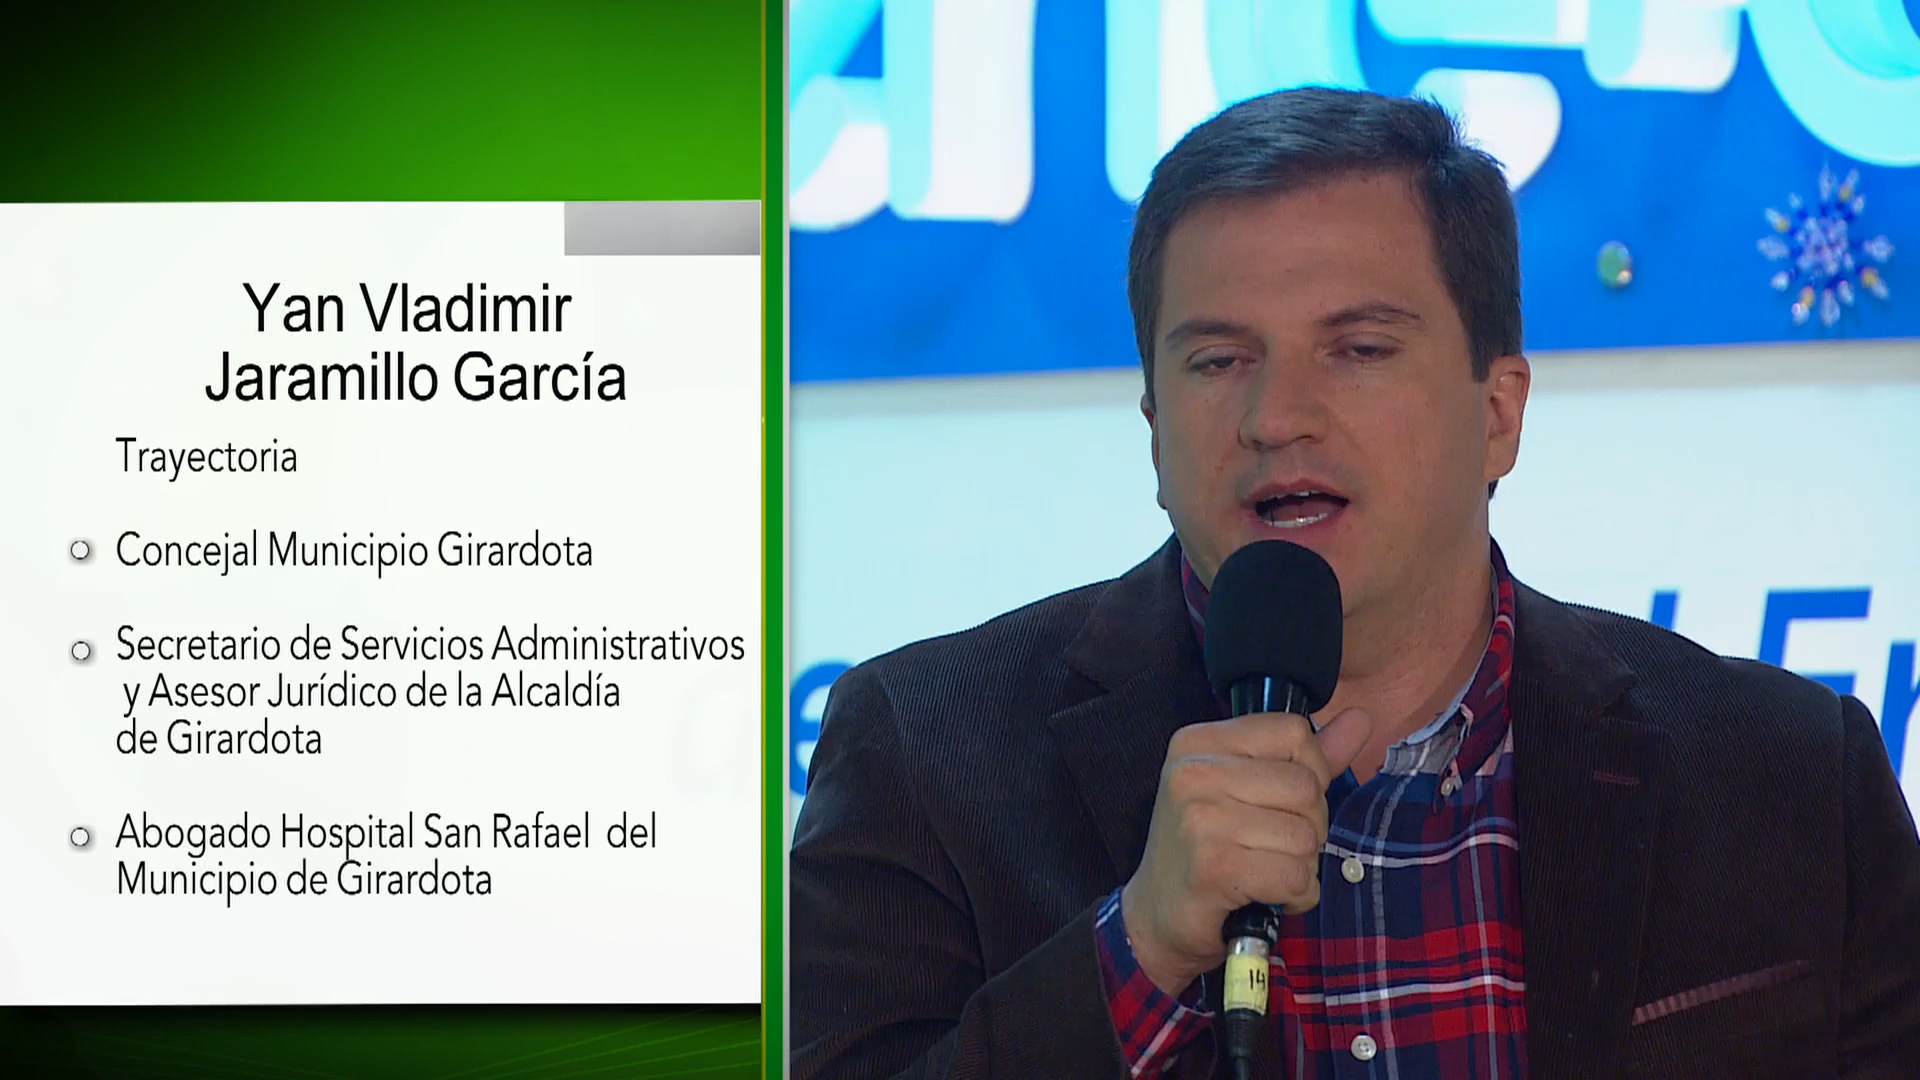 Yan Vladimir
Jaramillo García
Trayectoria
Concejal Municipio Girardota
Secretario de Servicios Administrativos
y Asesor Jurídico de la Alcaldía
de Girardota
Abogado Hospital San Rafael del
Municipio de Girardota
14